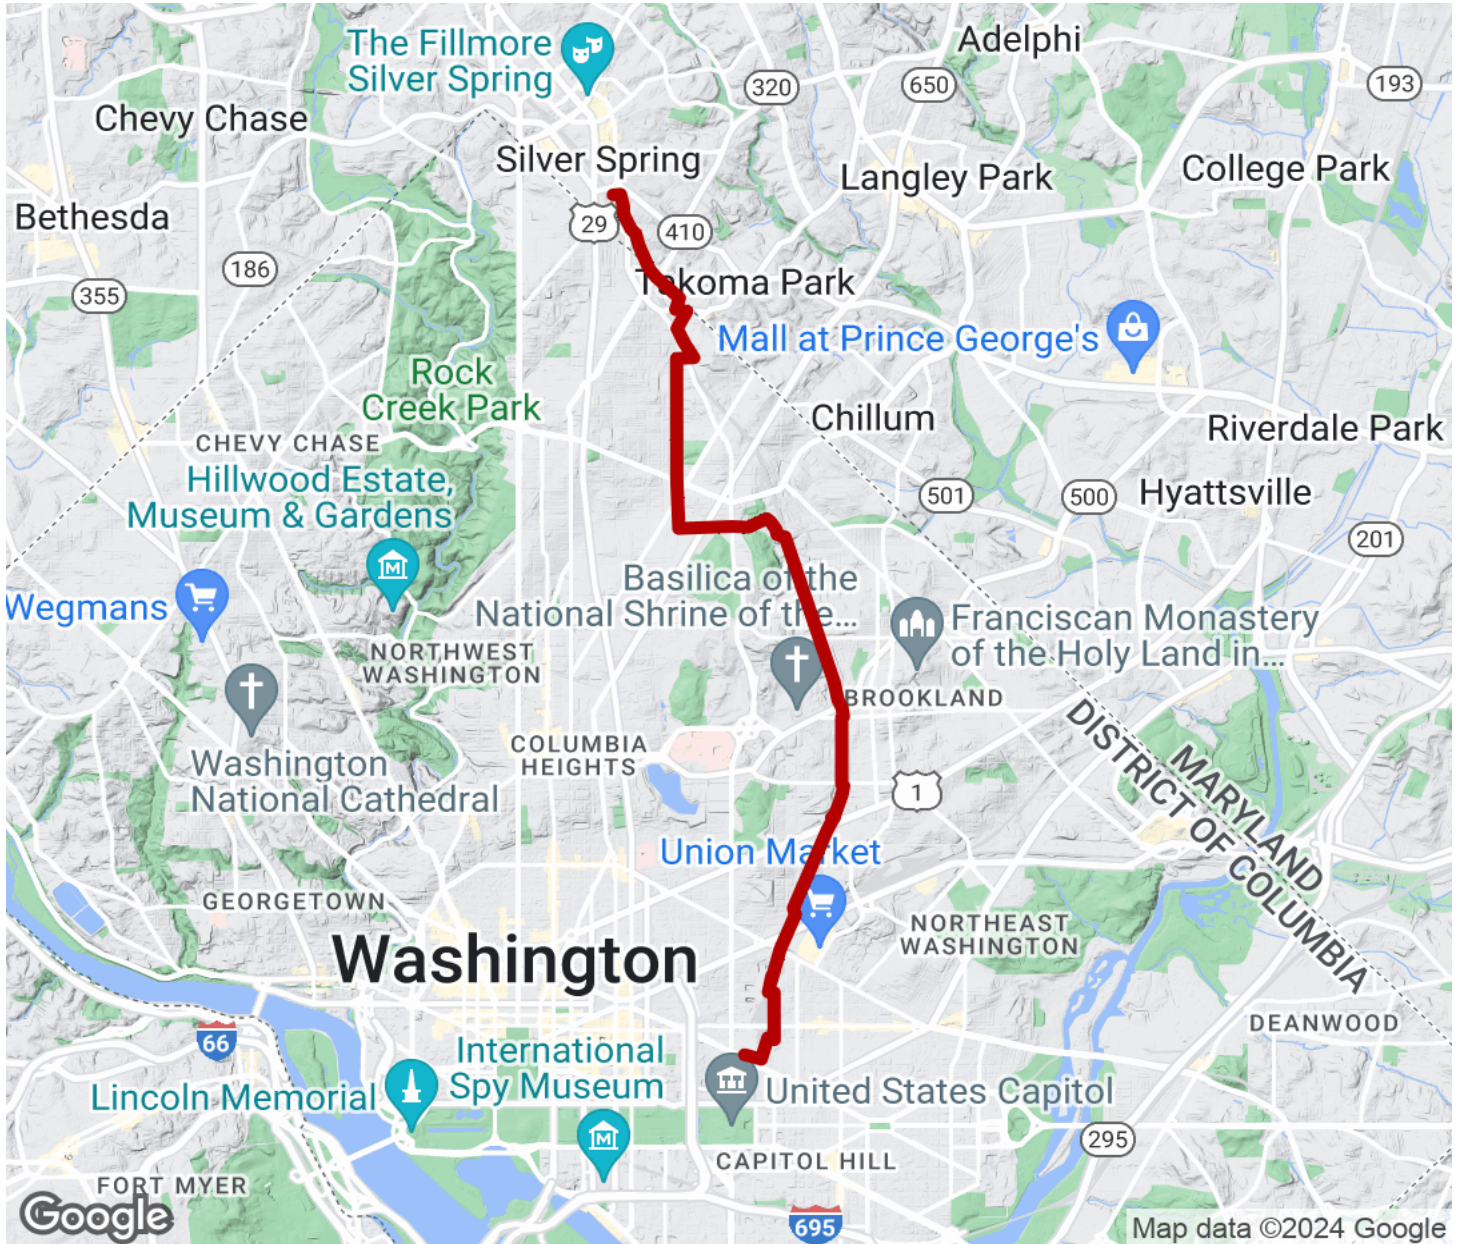 The Fillmore
Silver Spring
Adelphi
320
650
193
Chevy Chase
Silver Spring
Langley Park
College Park
Bethesda
29
410
186
355
Takoma Park
Mall at Prince George's
Rock
Creek Park
Chillum
Riverdale Park
CHEVY CHASE
Hillwood Estate,
Museum & Gardens
501
500
Hyattsville
201
Basilica of the
National Shrine of the...
Wegmans
Franciscan Monastery
of the Holy Land in...
NORTHWEST
WASHINGTON
BROOKLAND
COLUMBIA
HEIGHTS
Washington
National Cathedral
1
MARYLAND
DISTRICT OF COLUMBIA
Union Market
GEORGETOWN
NORTHEAST
WASHINGTON
Washington
66
DEANWOOD
International
Spy Museum
Lincoln Memorial
United States Capitol
295
CAPITOL HILL
FORT MYER
695
Google
Map data ©2024 Google